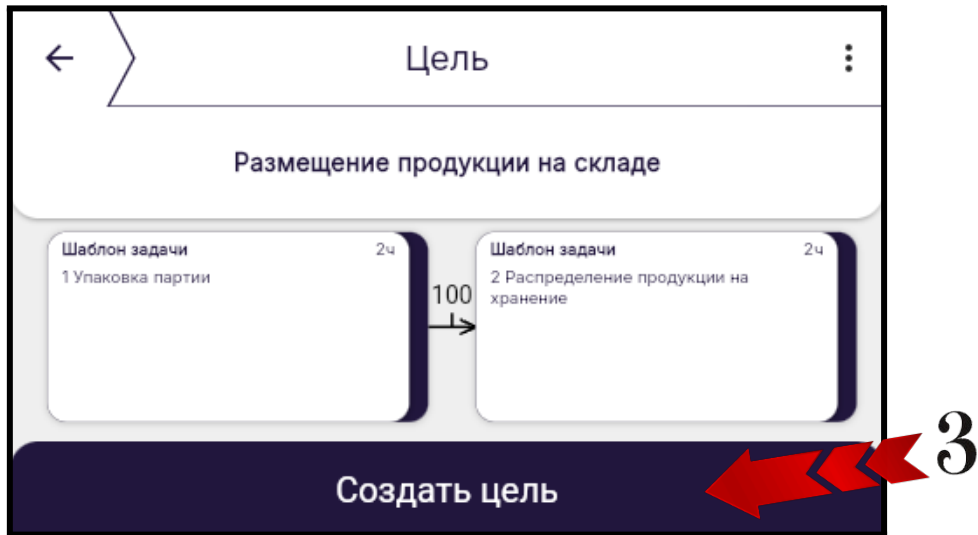 Цель
Размещение продукции на складе
Шаблон задачи 2ч
1 Упаковка партии
100
Шаблон задачи 2ч
2 Распределение продукции на
хранение
Создать цель
3